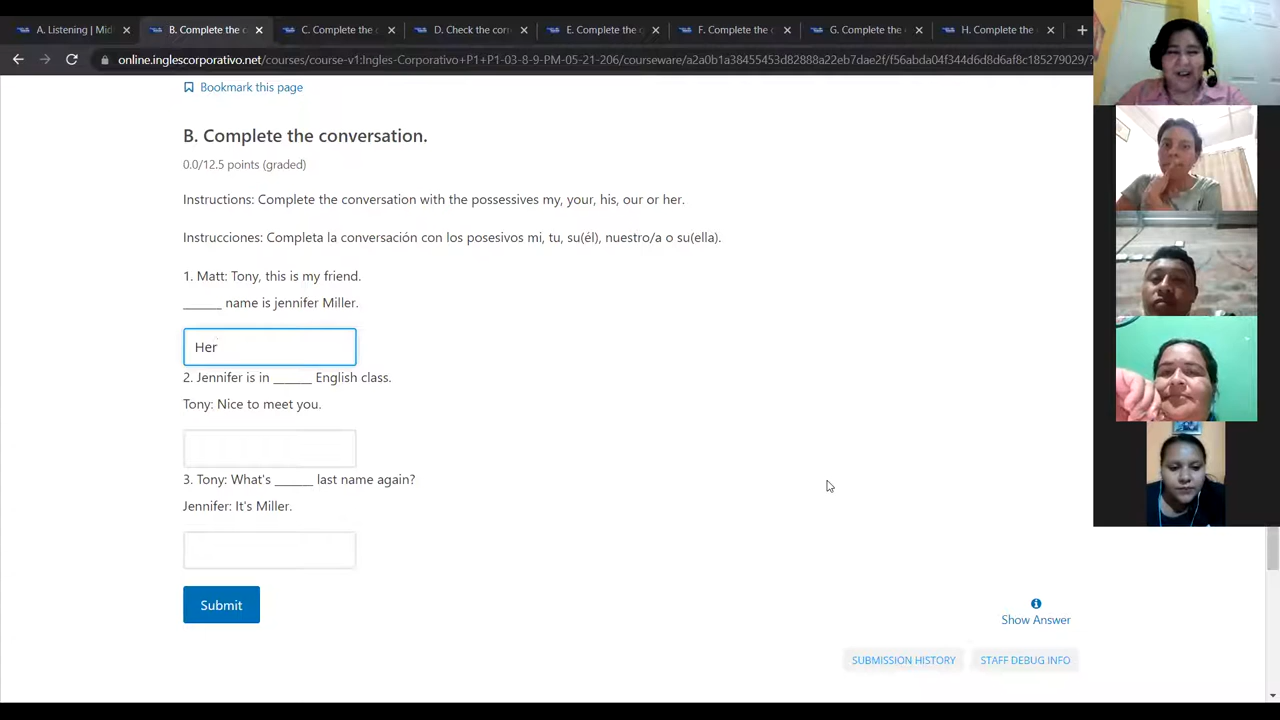 A. Listening | Mid
B. Complete the c
C. Complete the c
D. Check the corr
E. Complete the
F. Complete the
G. Complete the
H. Complete the
online.inglescorporativo.net/courses/course-v1:Ingles-Corporativo+P1+P1-03-8-9-PM-05-21-206/courseware/a2a0b1a38455453d82888a22eb7dae2f/f56abda04f344d6d8d6af8c185279029/?
Bookmark this page
B. Complete the conversation.
0.0/12.5 points (graded)
Instructions: Complete the conversation with the possessives my, your, his, our or her.
Instrucciones: Completa la conversación con los posesivos mi, tu, su(él), nuestro/a o su(ella).
1. Matt: Tony, this is my friend.
______ name is jennifer Miller.
Her
2. Jennifer is in ______ English class.
Tony: Nice to meet you.
3. Tony: What's ______ last name again?
Jennifer: It's Miller.
Submit
Show Answer
SUBMISSION HISTORY
STAFF DEBUG INFO